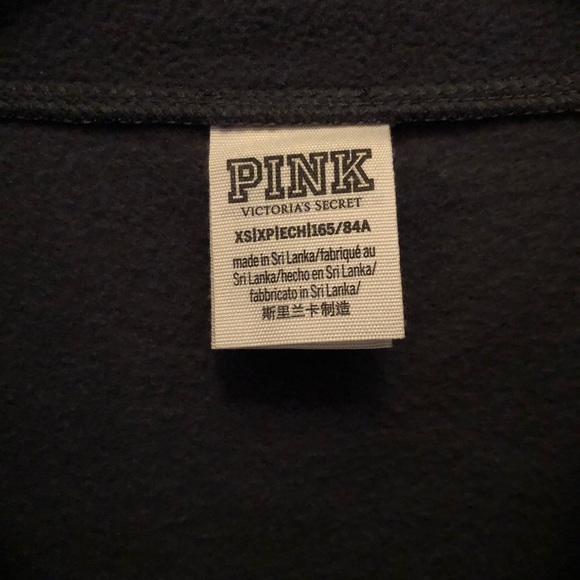 PINK
VICTORIA'S SECRET
XS|XP|ECH|165/84A
made in Sri Lanka/fabriqué au
Sri Lanka/hecho en Sri Lanka/
fabbricato in Sri Lanka/
斯里兰卡制造